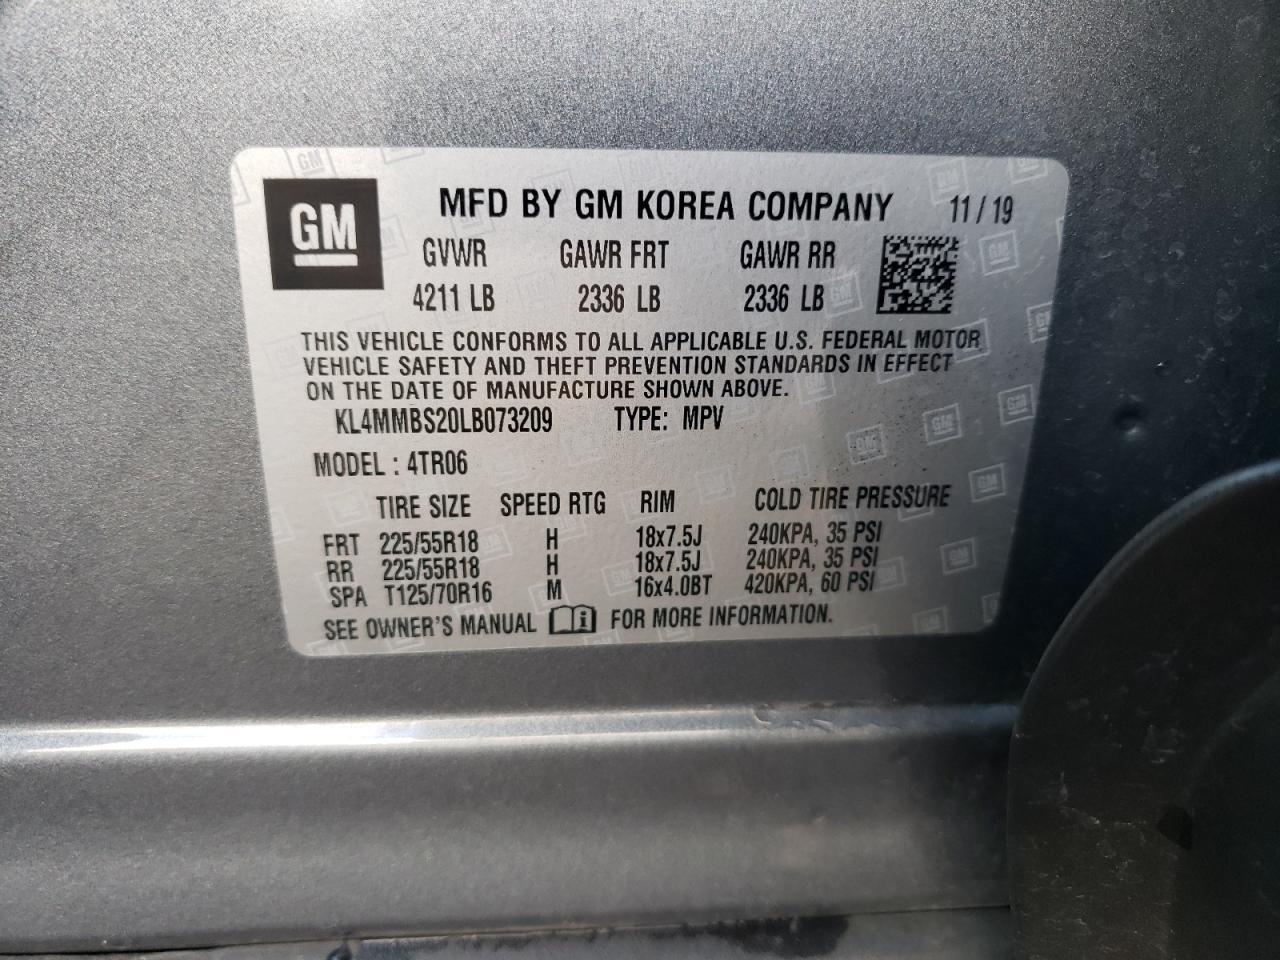 GM
MFD BY GM KOREA COMPANY 11/19
GVWR GAWR FRT GAWR RR
4211 LB 2336 LB 2336 LB
THIS VEHICLE CONFORMS TO ALL APPLICABLE U.S. FEDERAL MOTOR
VEHICLE SAFETY AND THEFT PREVENTION STANDARDS IN EFFECT
ON THE DATE OF MANUFACTURE SHOWN ABOVE.
KL4MMBS20LB073209 TYPE: MPV
MODEL : 4TR06
TIRE SIZE SPEED RTG RIM COLD TIRE PRESSURE
FRT 225/55R18 H 18x7.5J 240KPA, 35 PSI
RR 225/55R18 H 18x7.5J 240KPA, 35 PSI
SPA T125/70R16 M 16x4.0BT 420KPA, 60 PSI
SEE OWNER'S MANUAL i FOR MORE INFORMATION.